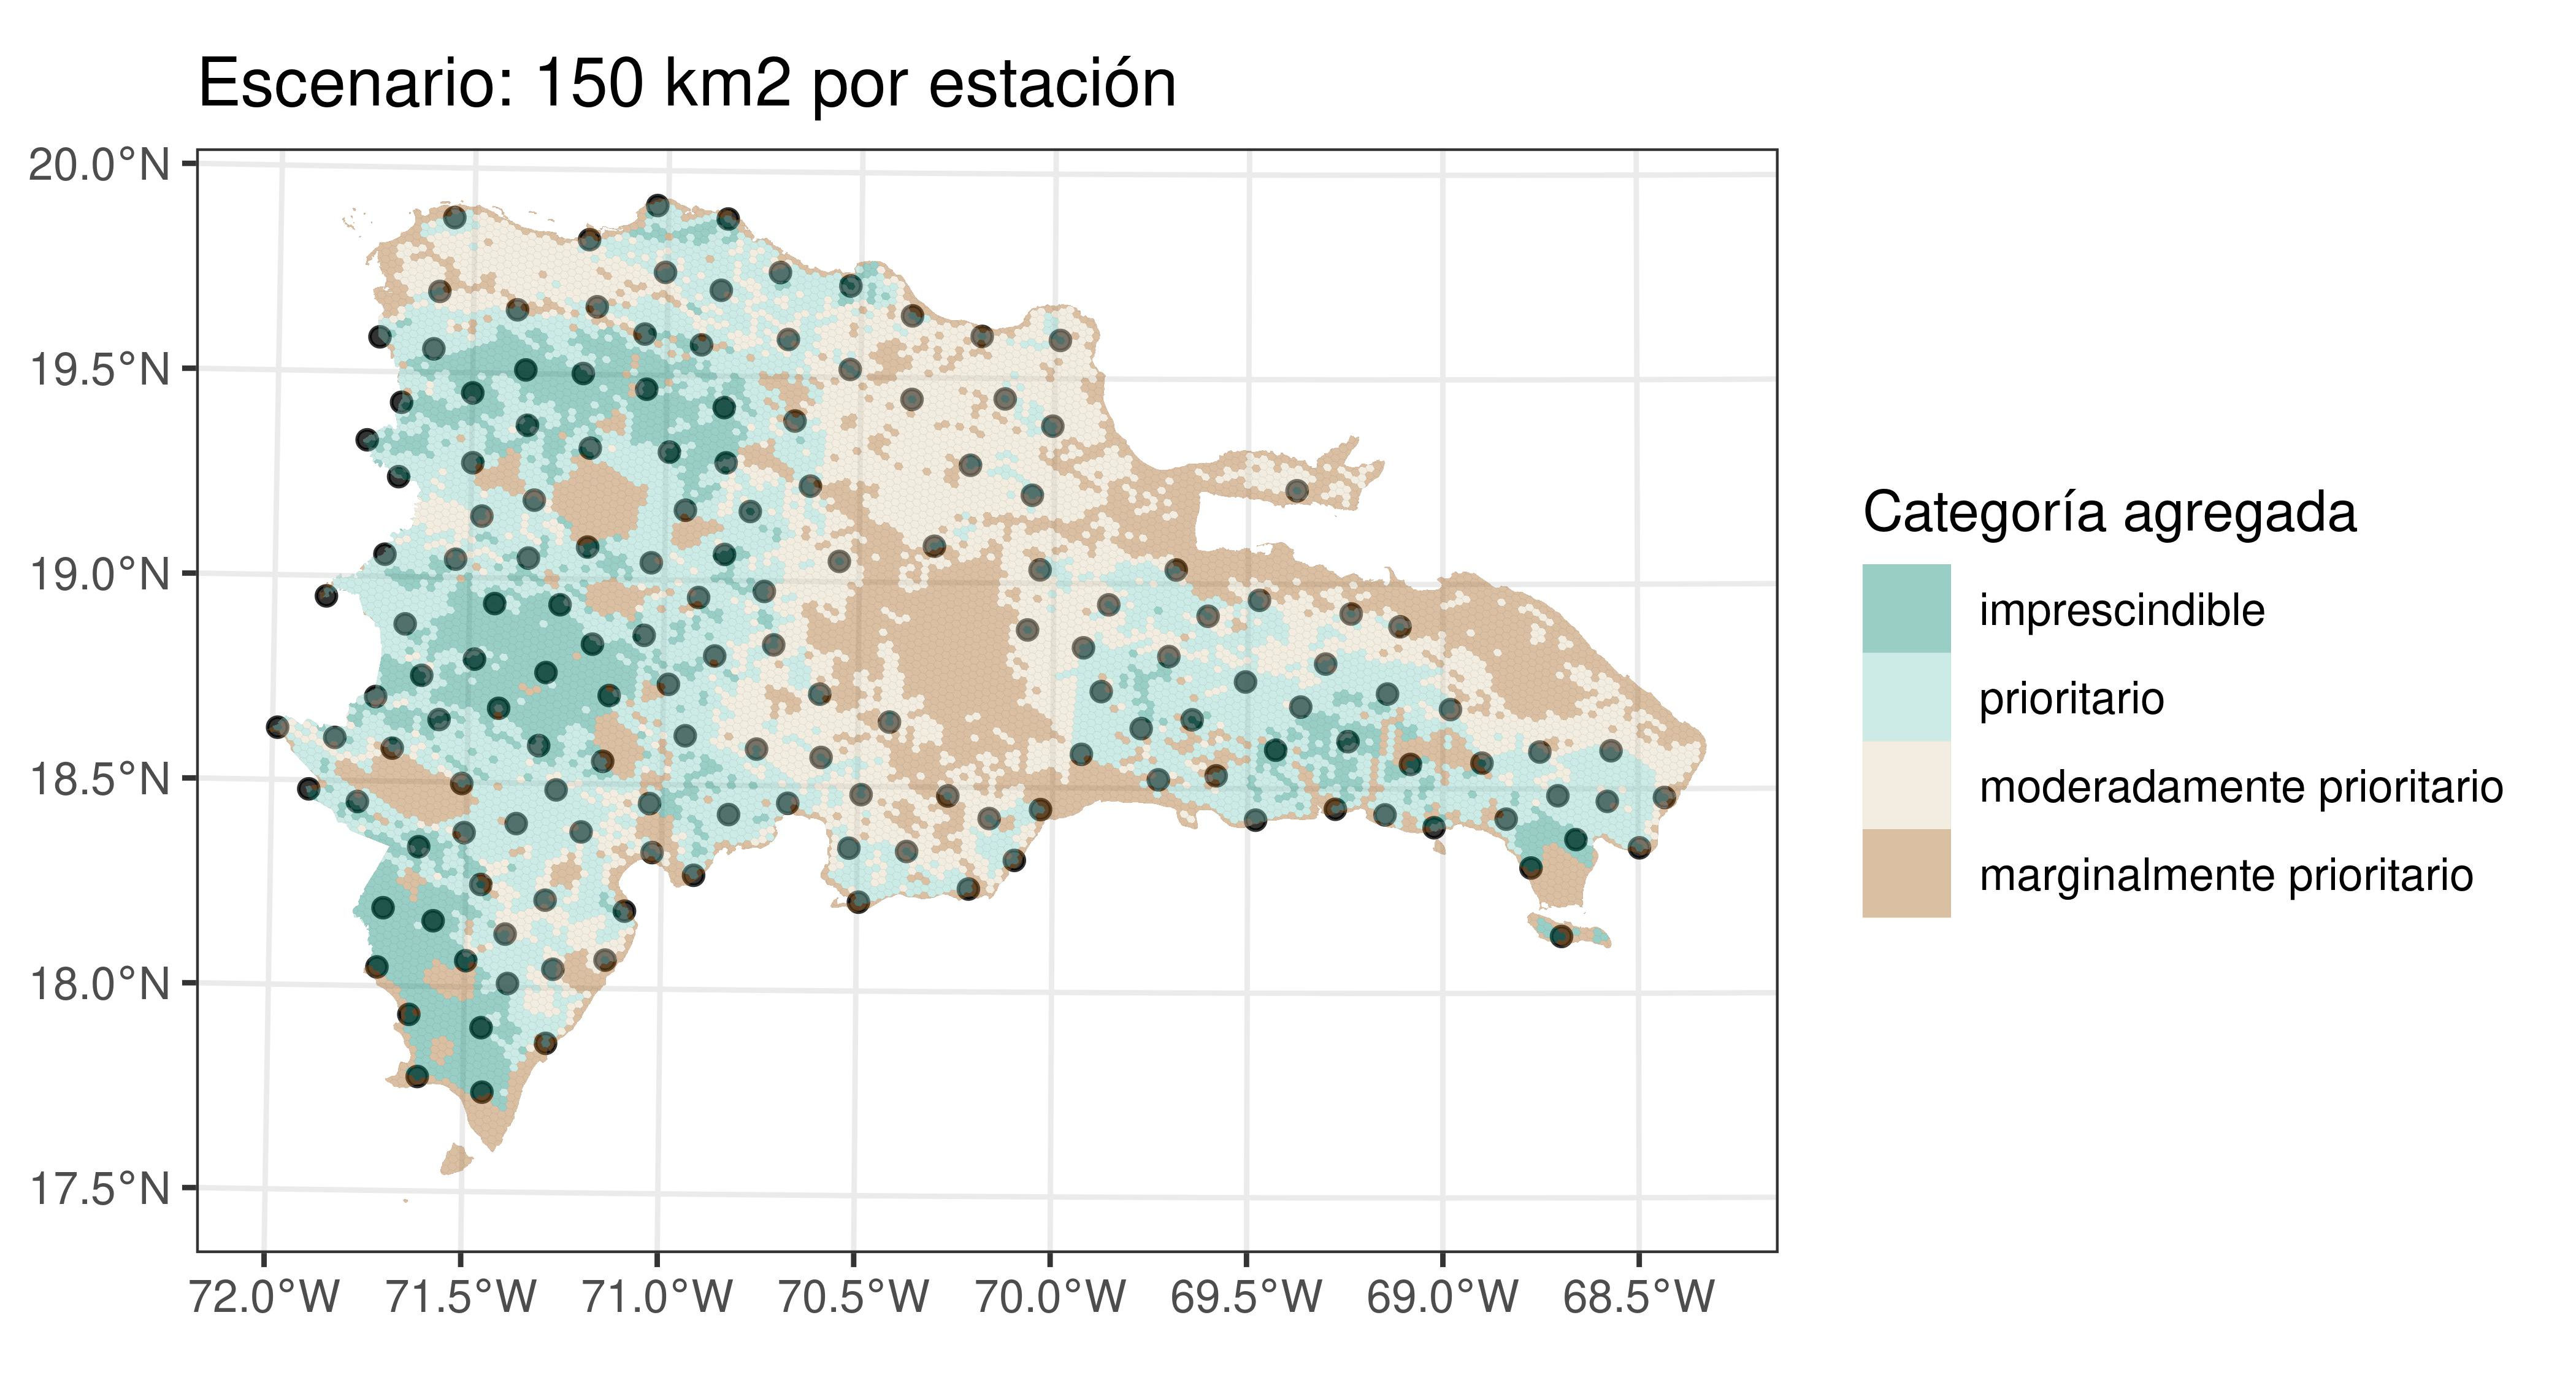 Escenario: 150 km2 por estación
20.0°N
19.5°N
19.0°N
18.5°N
18.0°N
17.5°N
72.0°W 71.5°W 71.0°W 70.5°W 70.0°W 69.5°W 69.0°W 68.5°W
Categoría agregada
imprescindible
prioritario
moderadamente prioritario
marginalmente prioritario